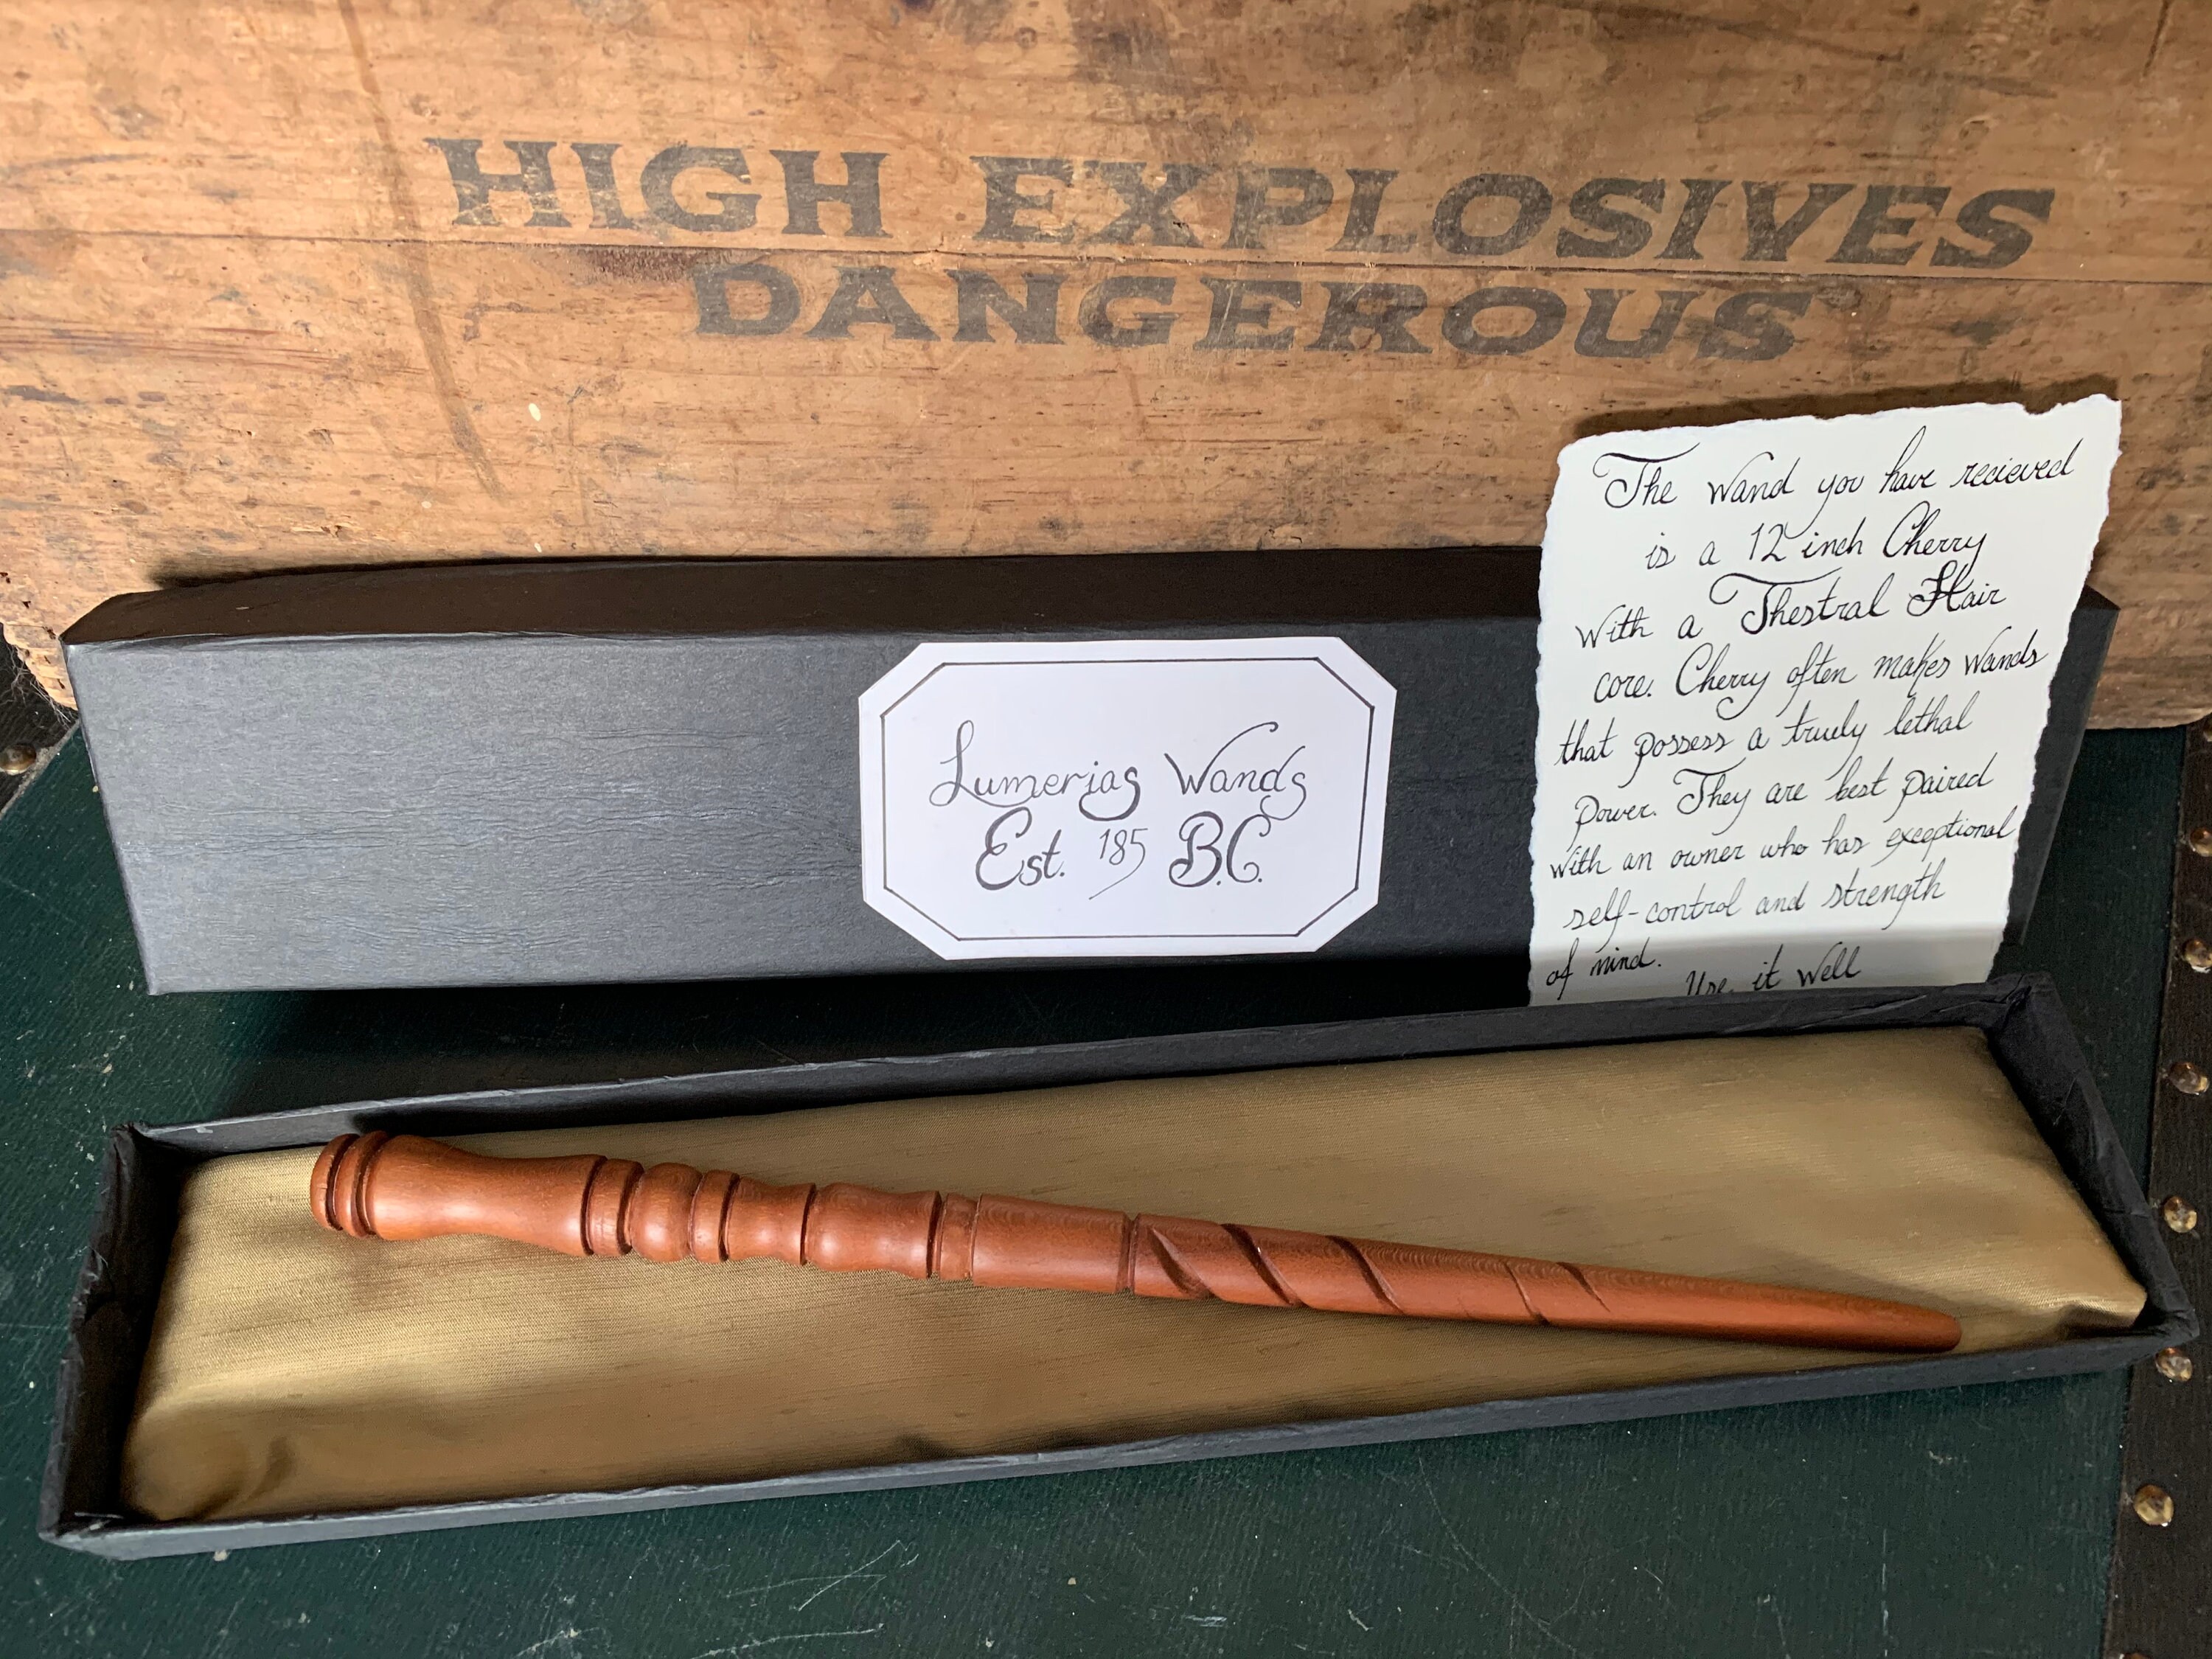 HIGH EXPLOSIVES
DANGEROUS
Lumerias Wands
Est. 185 B.C.
The wand you have recieved
is a 12 inch Cherry
with a Thestral Hair
core. Cherry often makes wands
that possess a truely lethal
power. They are best paired
with an owner who has exceptional
self-control and strength
of mind.
Use it well